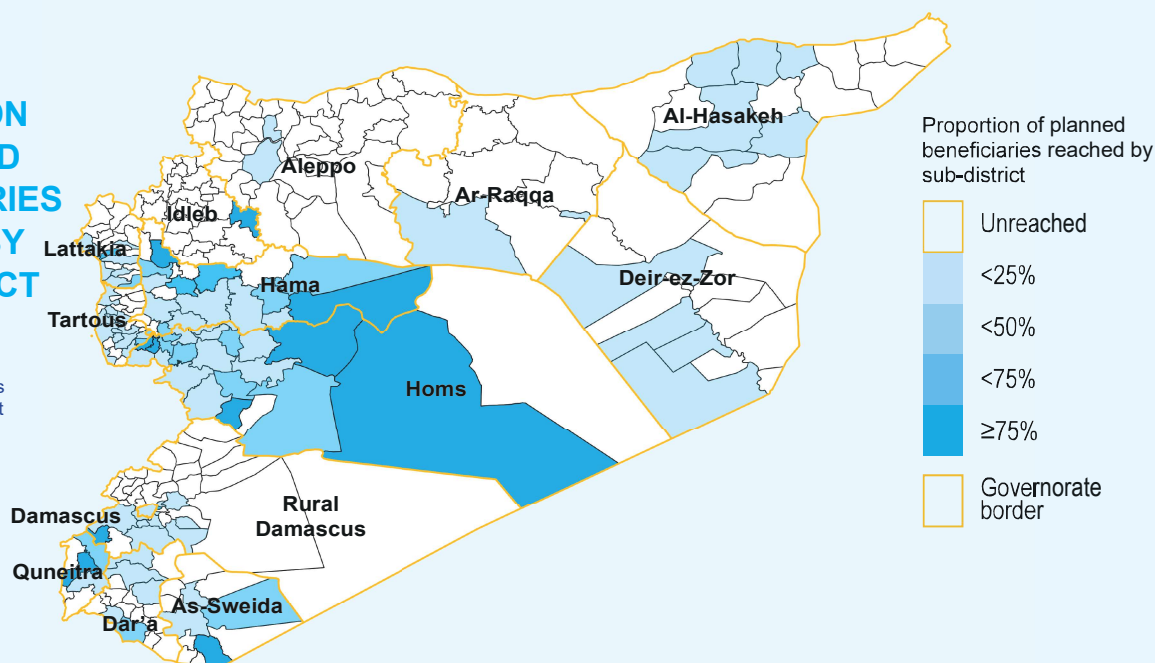 ON
D
RIES
BY
CT
s
t
Aleppo
Al-Hasakeh
Ar-Raqqa
Idleb
Lattakia
Hama
Deir-ez-Zor
Tartous
Homs
Rural
Damascus
Damascus
Quneitra
As-Sweida
Dar'a
Proportion of planned
beneficiaries reached by
sub-district
Unreached
<25%
<50%
<75%
≥75%
Governorate
border